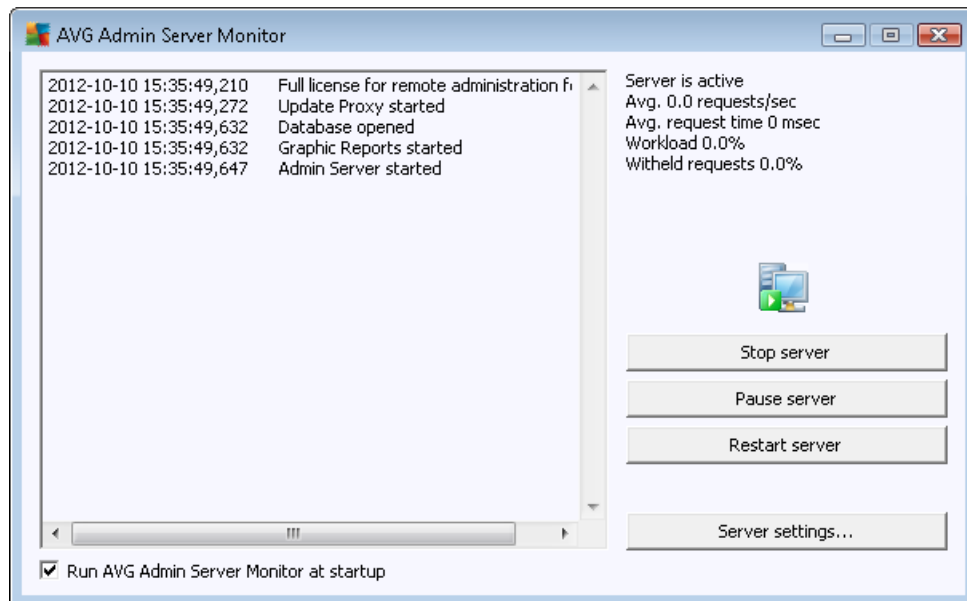 AVG Admin Server Monitor
2012-10-10 15:35:49,210 Full license for remote administration
2012-10-10 15:35:49,272 Update Proxy started
2012-10-10 15:35:49,632 Database opened
2012-10-10 15:35:49,632 Graphic Reports started
2012-10-10 15:35:49,647 Admin Server started
Server is active
Avg. 0.0 requests/sec
Avg. request time 0 msec
Workload 0.0%
Witheld requests 0.0%
Stop server
Pause server
Restart server
Server settings...
Run AVG Admin Server Monitor at startup